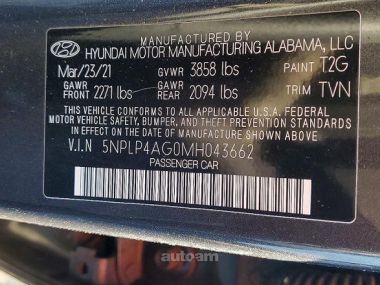 MANUFACTURED BY
HYUNDAI MOTOR MANUFACTURING ALABAMA, LLC
Mar/23/21 GVWR 3858 lbs PAINT T2G
GAWR FRONT 2271 lbs GAWR REAR 2094 lbs TRIM TVN
THIS VEHICLE CONFORMS TO ALL APPLICABLE U.S.A. FEDERAL
MOTOR VEHICLE SAFETY, BUMPER, AND THEFT PREVENTION STANDARDS
IN EFFECT ON THE DATE OF MANUFACTURE SHOWN ABOVE.
V.I.N 5NPLP4AG0MH043662
PASSENGER CAR
autoam